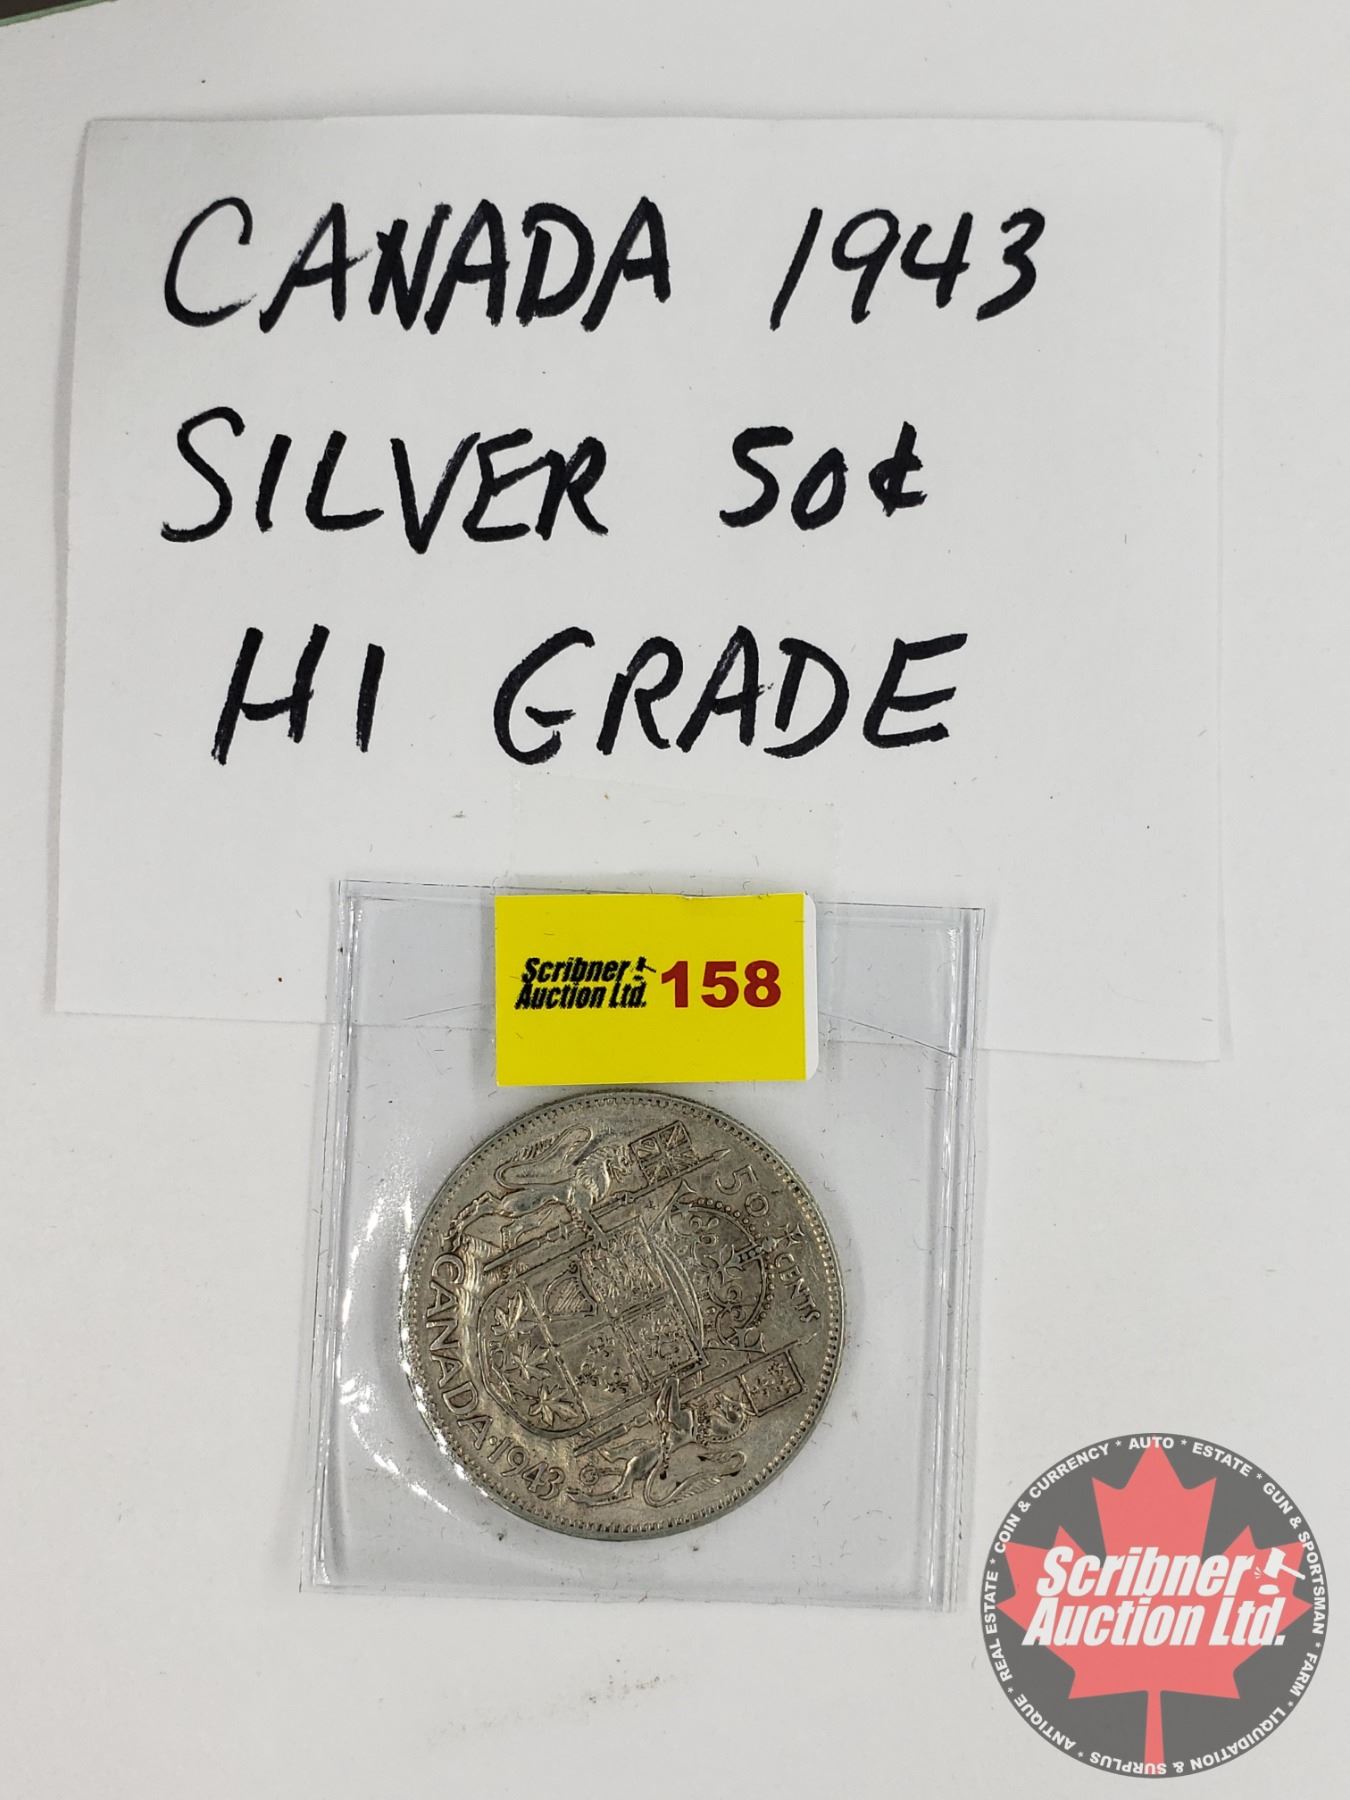 CANADA 1943
SILVER 50¢
HI GRADE
Scribner
Auction Ltd.
158
50 CENTS
CANADA·1943
COIN & CURRENCY * AUTO * ESTATE * GUN & SPORTSMAN * FARM * LIQUIDATION & SURPLUS * ANTIQUE * REAL ESTATE *
Scribner
Auction Ltd.